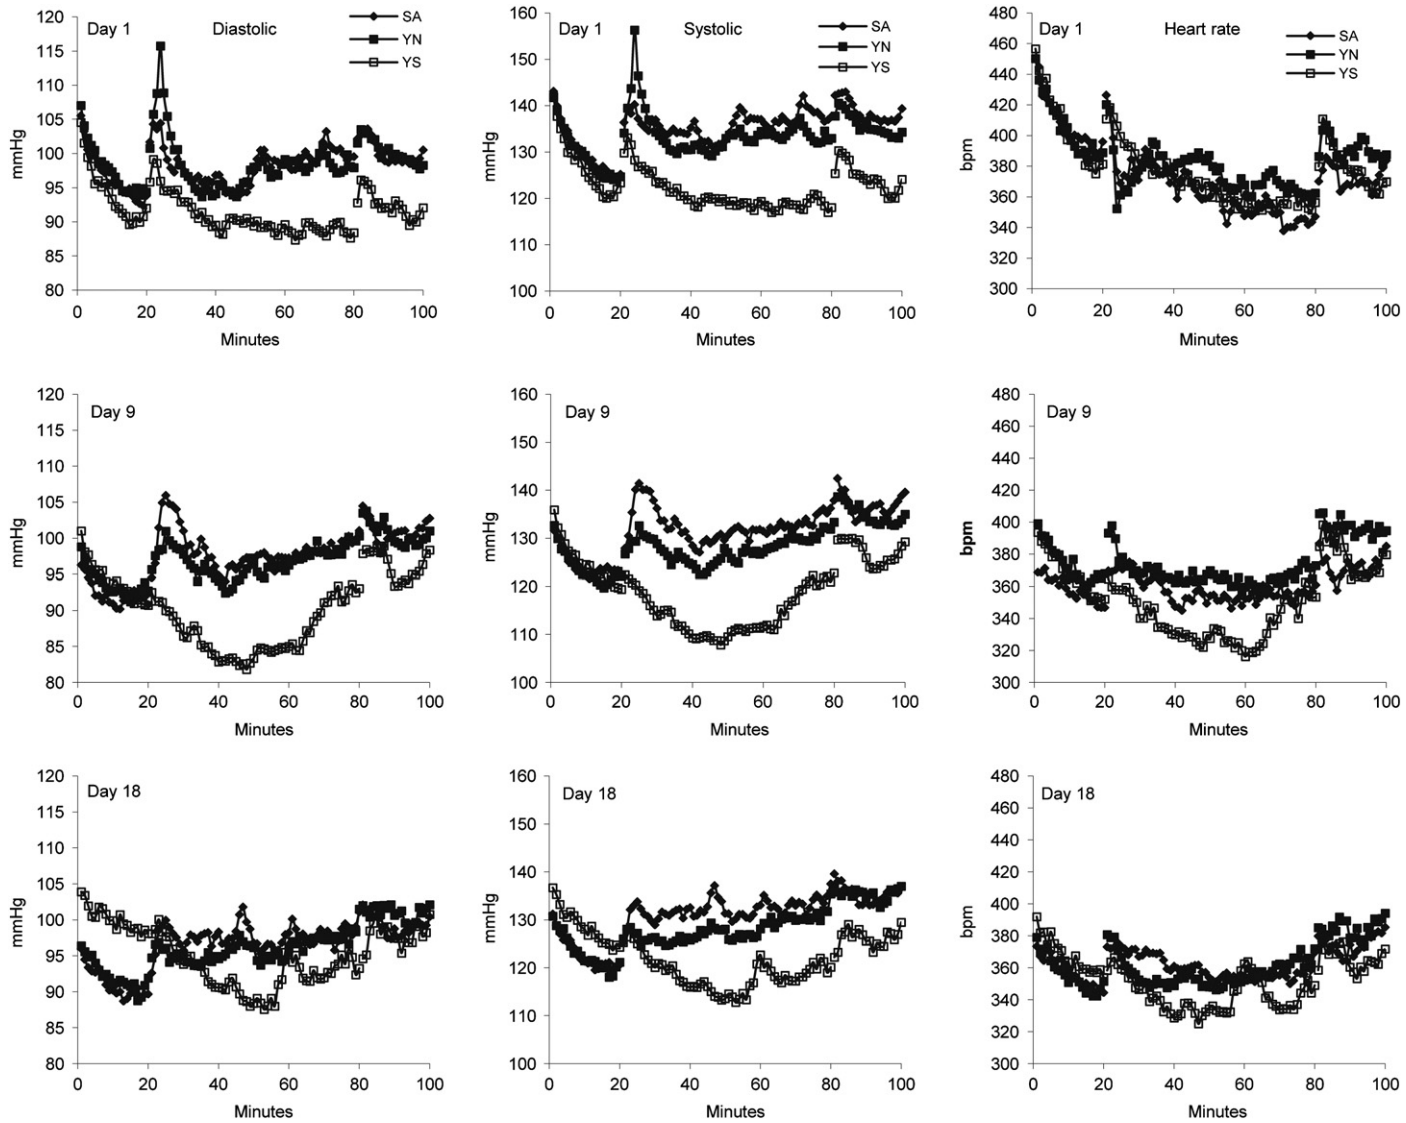 Day 1
Diastolic
SA
YN
YS
120
115
110
105
100
95
90
85
80
mmHg
0 20 40 60 80 100
Minutes
Day 1
Systolic
SA
YN
YS
160
150
140
130
120
110
100
mmHg
0 20 40 60 80 100
Minutes
Day 1
Heart rate
SA
YN
YS
480
460
440
420
400
380
360
340
320
300
bpm
0 20 40 60 80 100
Minutes
Day 9
120
115
110
105
100
95
90
85
80
mmHg
0 20 40 60 80 100
Minutes
Day 9
160
150
140
130
120
110
100
mmHg
0 20 40 60 80 100
Minutes
Day 9
480
460
440
420
400
380
360
340
320
300
bpm
0 20 40 60 80 100
Minutes
Day 18
120
115
110
105
100
95
90
85
80
mmHg
0 20 40 60 80 100
Minutes
Day 18
160
150
140
130
120
110
100
mmHg
0 20 40 60 80 100
Minutes
Day 18
480
460
440
420
400
380
360
340
320
300
bpm
0 20 40 60 80 100
Minutes